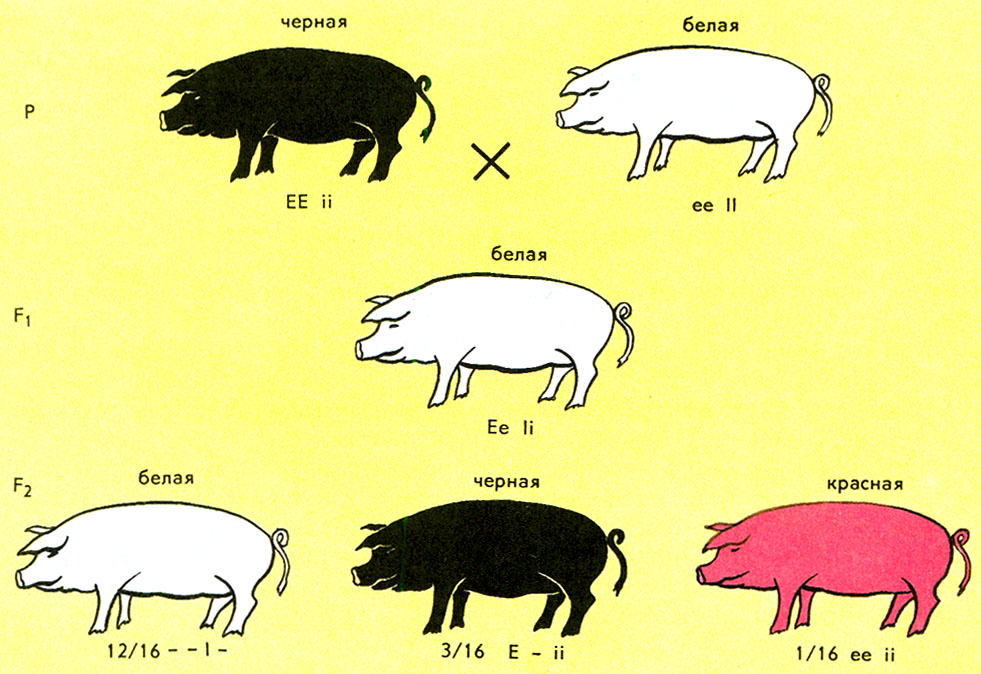 черная
белая
P
EE ii
ee II
белая
F₁
Ee Ii
F₂
белая
черная
красная
12/16 - - I -
3/16 E - ii
1/16 ee ii